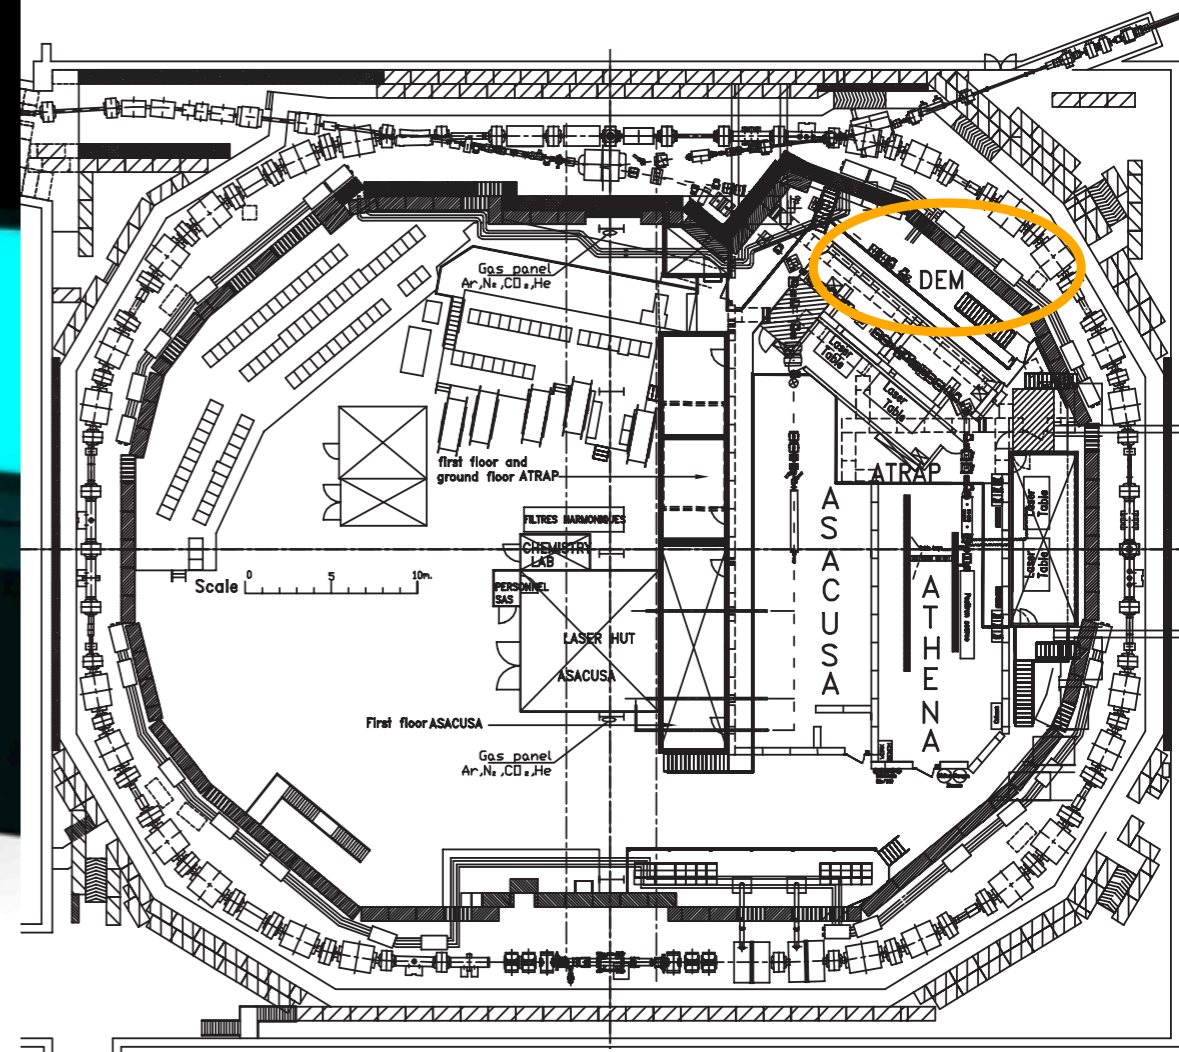 Gas panel
Ar,N₂,CO₂,He
DEM
Laser
Table
Laser
Table
first floor and
ground floor ATRAP
ATRAP
FILTRES HARMONIQUES
CHEMISTRY
LAB
PERSONNEL
SAS
Scale 0 5 10m.
LASER HUT
ASACUSA
ASACUSA
ATHENA
Laser
Table
Laser
Table
First floor ASACUSA
Gas panel
Ar,N₂,CO₂,He